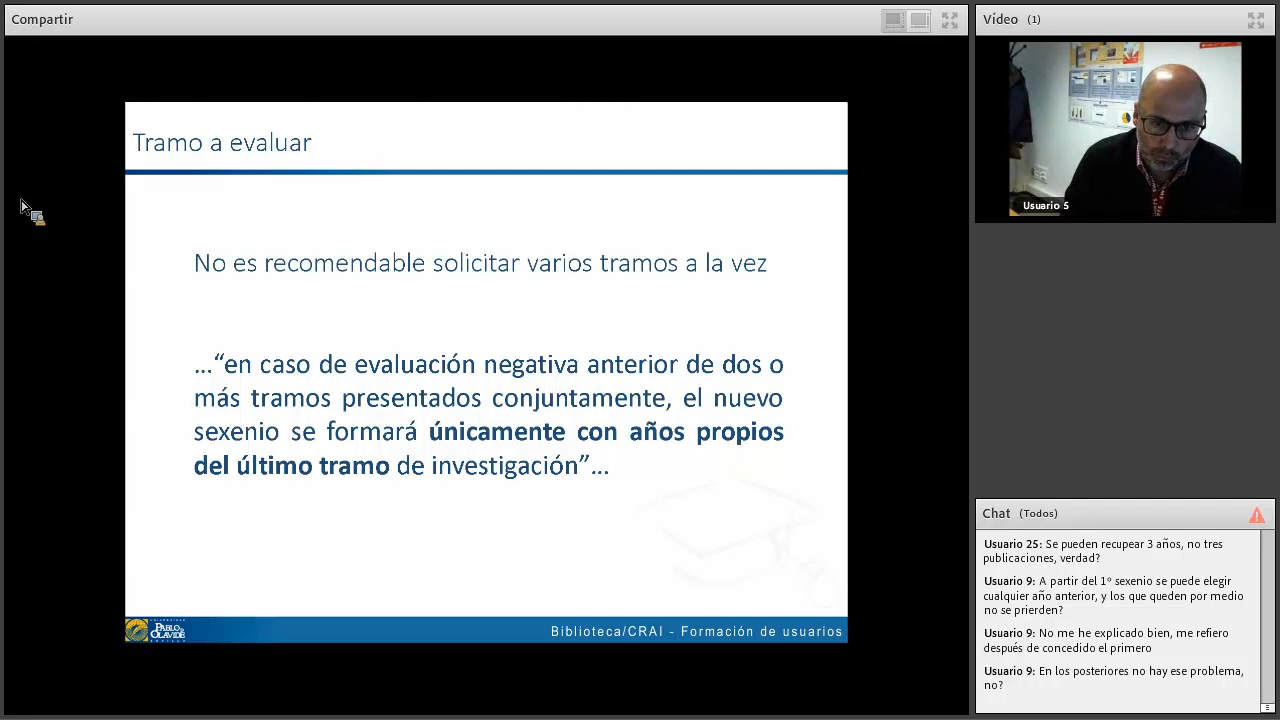 Compartir
Tramo a evaluar
No es recomendable solicitar varios tramos a la vez
...“en caso de evaluación negativa anterior de dos o
más tramos presentados conjuntamente, el nuevo
sexenio se formará únicamente con años propios
del último tramo de investigación”...
UNIVERSIDAD
PABLO DE
OLAVIDE
SEVILLA
Biblioteca/CRAI - Formación de usuarios
Vídeo (1)
Usuario 5
Chat (Todos)
Usuario 25: Se pueden recupear 3 años, no tres
publicaciones, verdad?
Usuario 9: A partir del 1º sexenio se puede elegir
cualquier año anterior, y los que queden por medio
no se prierden?
Usuario 9: No me he explicado bien, me refiero
después de concedido el primero
Usuario 9: En los posteriores no hay ese problema,
no?